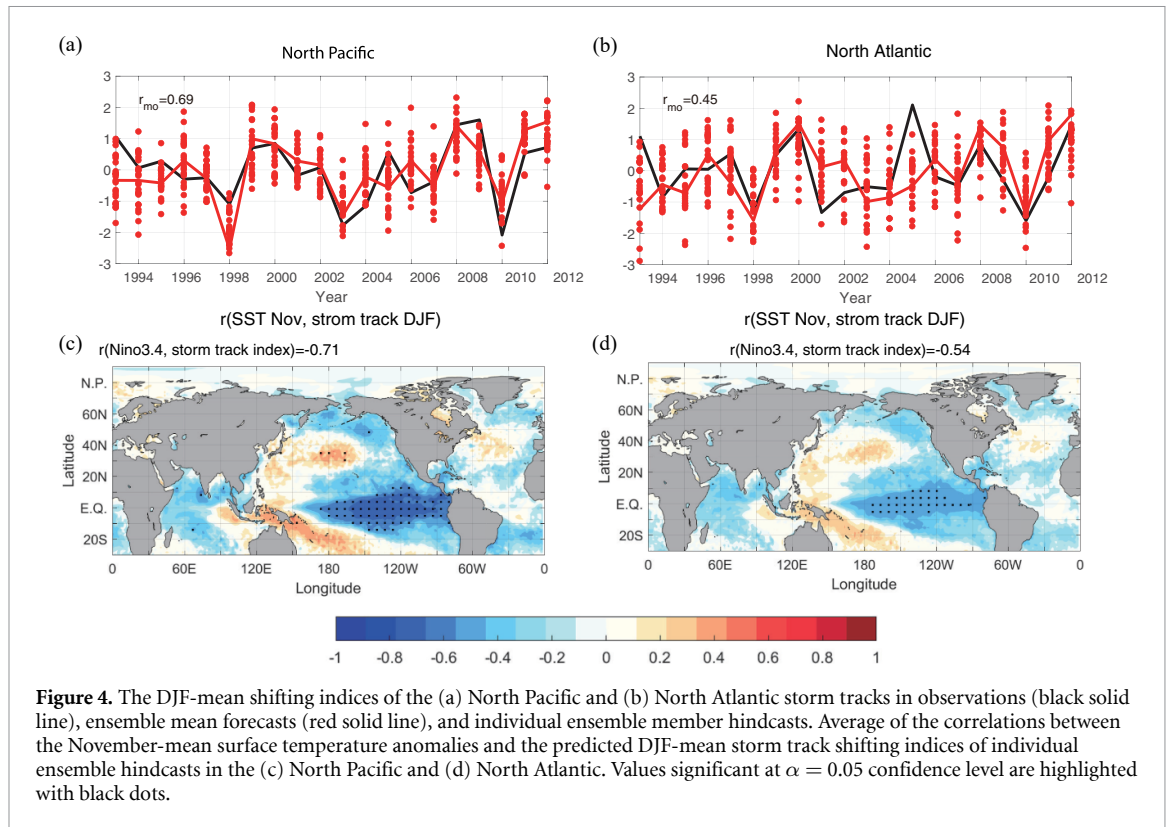 (a)
North Pacific
r_mo=0.69
3
2
1
0
-1
-2
-3
1994 1996 1998 2000 2002 2004 2006 2008 2010 2012
Year
(b)
North Atlantic
r_mo=0.45
3
2
1
0
-1
-2
-3
1994 1996 1998 2000 2002 2004 2006 2008 2010 2012
Year
r(SST Nov, strom track DJF)
(c)
r(Nino3.4, storm track index)=-0.71
N.P.
60N
40N
20N
E.Q.
20S
Latitude
0 60E 120E 180 120W 60W 0
Longitude
r(SST Nov, strom track DJF)
(d)
r(Nino3.4, storm track index)=-0.54
N.P.
60N
40N
20N
E.Q.
20S
Latitude
0 60E 120E 180 120W 60W 0
Longitude
-1 -0.8 -0.6 -0.4 -0.2 0 0.2 0.4 0.6 0.8 1
Figure 4. The DJF-mean shifting indices of the (a) North Pacific and (b) North Atlantic storm tracks in observations (black solid
line), ensemble mean forecasts (red solid line), and individual ensemble member hindcasts. Average of the correlations between
the November-mean surface temperature anomalies and the predicted DJF-mean storm track shifting indices of individual
ensemble hindcasts in the (c) North Pacific and (d) North Atlantic. Values significant at α = 0.05 confidence level are highlighted
with black dots.